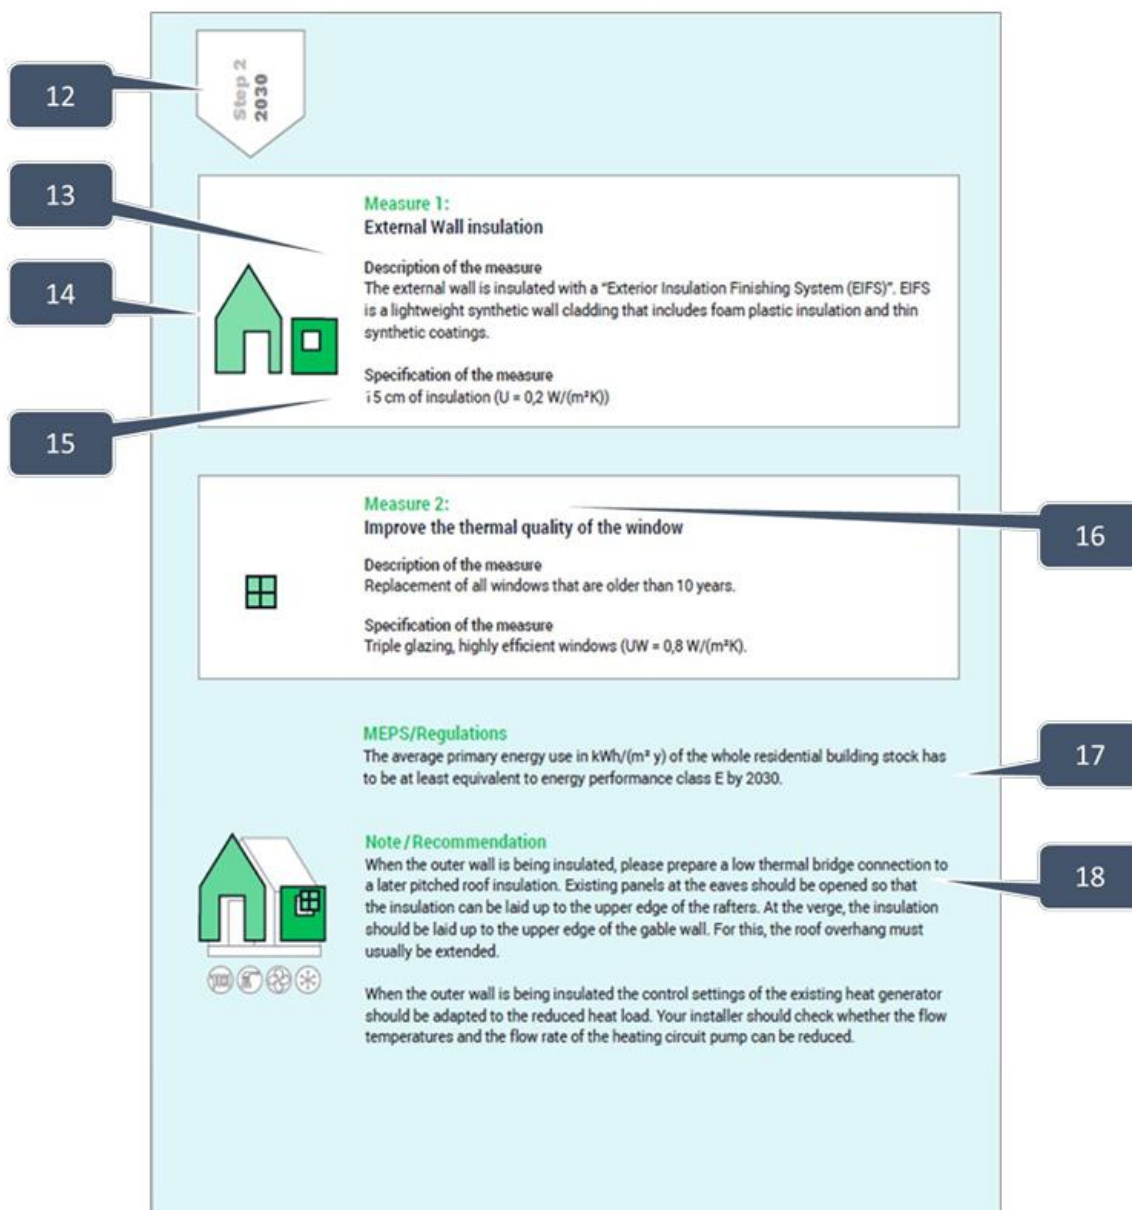 12
Step 2
2030
13
Measure 1:
External Wall insulation
14
Description of the measure
The external wall is insulated with a “Exterior Insulation Finishing System (EIFS)”. EIFS
is a lightweight synthetic wall cladding that includes foam plastic insulation and thin
synthetic coatings.
Specification of the measure
15
5 cm of insulation (U = 0,2 W/(m²K))
Measure 2:
Improve the thermal quality of the window
16
Description of the measure
Replacement of all windows that are older than 10 years.
Specification of the measure
Triple glazing, highly efficient windows (UW = 0,8 W/(m²K).
MEPS/Regulations
The average primary energy use in kWh/(m² y) of the whole residential building stock has
to be at least equivalent to energy performance class E by 2030.
17
Note/Recommendation
When the outer wall is being insulated, please prepare a low thermal bridge connection to
a later pitched roof insulation. Existing panels at the eaves should be opened so that
the insulation can be laid up to the upper edge of the rafters. At the verge, the insulation
should be laid up to the upper edge of the gable wall. For this, the roof overhang must
usually be extended.
18
When the outer wall is being insulated the control settings of the existing heat generator
should be adapted to the reduced heat load. Your installer should check whether the flow
temperatures and the flow rate of the heating circuit pump can be reduced.